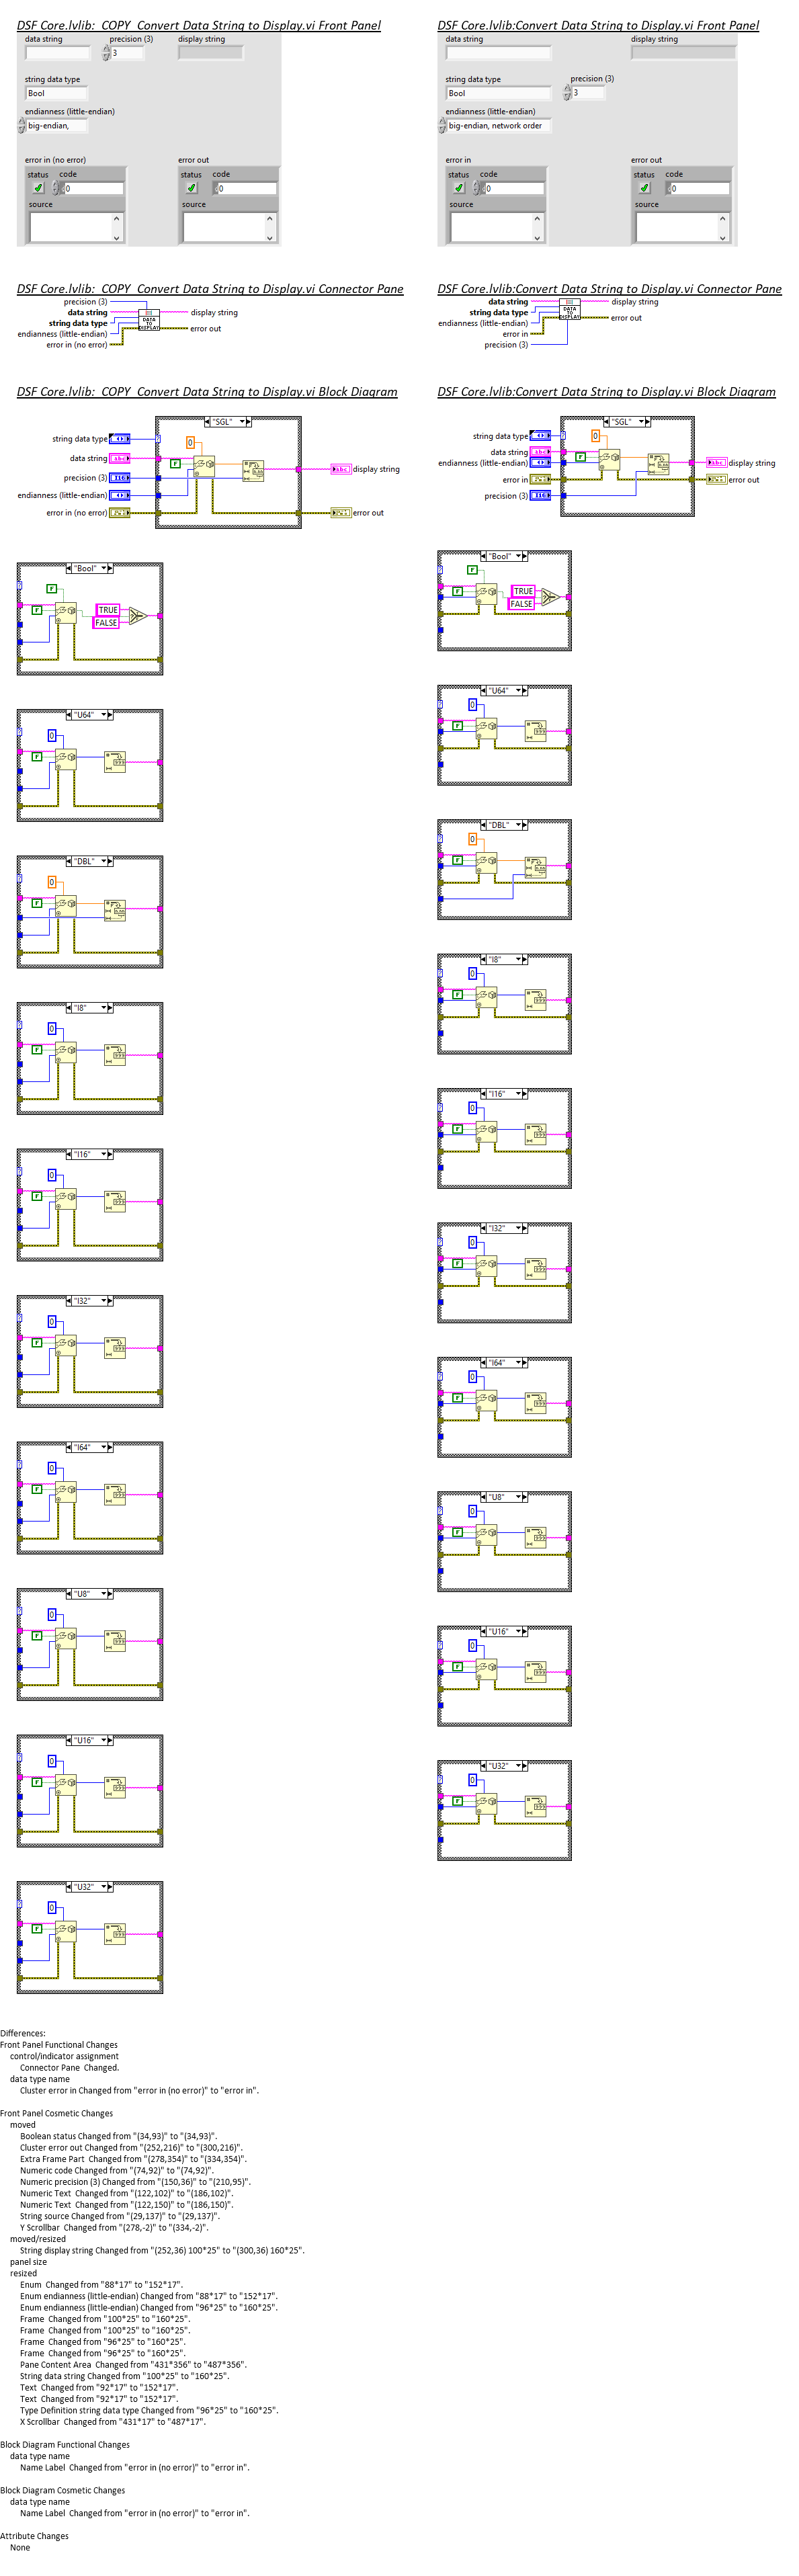 DSF Core.lvlib:_COPY_Convert Data String to Display.vi Front Panel
data string
precision (3)
display string
3
string data type
Bool
endianness (little-endian)
big-endian,
error in (no error)
error out
status
code
status
code
0
0
source
source
DSF Core.lvlib:Convert Data String to Display.vi Front Panel
data string
display string
string data type
precision (3)
Bool
3
endianness (little-endian)
big-endian, network order
error in
error out
status
code
status
code
0
0
source
source
DSF Core.lvlib:_COPY_Convert Data String to Display.vi Connector Pane
precision (3)
data string
string data type
endianness (little-endian)
error in (no error)
DATA
TO
DISPLAY
display string
error out
DSF Core.lvlib:Convert Data String to Display.vi Connector Pane
data string
string data type
endianness (little-endian)
error in
precision (3)
DATA
TO
DISPLAY
display string
error out
DSF Core.lvlib:_COPY_Convert Data String to Display.vi Block Diagram
"SGL"
string data type
data string
precision (3)
endianness (little-endian)
error in (no error)
abc
I16
0
F
abc
display string
error out
"Bool"
F
F
TRUE
FALSE
"U64"
0
F
"DBL"
0
F
"I8"
0
F
"I16"
0
F
"I32"
0
F
"I64"
0
F
"U8"
0
F
"U16"
0
F
"U32"
0
F
DSF Core.lvlib:Convert Data String to Display.vi Block Diagram
"SGL"
string data type
data string
endianness (little-endian)
error in
precision (3)
abc
I16
0
F
abc
display string
error out
"Bool"
F
F
TRUE
FALSE
"U64"
0
F
"DBL"
0
F
"I8"
0
F
"I16"
0
F
"I32"
0
F
"I64"
0
F
"U8"
0
F
"U16"
0
F
"U32"
0
F
Differences:
Front Panel Functional Changes
control/indicator assignment
Connector Pane  Changed.
data type name
Cluster error in Changed from "error in (no error)" to "error in".
Front Panel Cosmetic Changes
moved
Boolean status Changed from "(34,93)" to "(34,93)".
Cluster error out Changed from "(252,216)" to "(300,216)".
Extra Frame Part  Changed from "(278,354)" to "(334,354)".
Numeric code Changed from "(74,92)" to "(74,92)".
Numeric precision (3) Changed from "(150,36)" to "(210,95)".
Numeric Text  Changed from "(122,102)" to "(186,102)".
Numeric Text  Changed from "(122,150)" to "(186,150)".
String source Changed from "(29,137)" to "(29,137)".
Y Scrollbar  Changed from "(278,-2)" to "(334,-2)".
moved/resized
String display string Changed from "(252,36) 100*25" to "(300,36) 160*25".
panel size
resized
Enum  Changed from "88*17" to "152*17".
Enum endianness (little-endian) Changed from "88*17" to "152*17".
Enum endianness (little-endian) Changed from "96*25" to "160*25".
Frame  Changed from "100*25" to "160*25".
Frame  Changed from "100*25" to "160*25".
Frame  Changed from "96*25" to "160*25".
Frame  Changed from "96*25" to "160*25".
Pane Content Area  Changed from "431*356" to "487*356".
String data string Changed from "100*25" to "160*25".
Text  Changed from "92*17" to "152*17".
Text  Changed from "92*17" to "152*17".
Type Definition string data type Changed from "96*25" to "160*25".
X Scrollbar  Changed from "431*17" to "487*17".
Block Diagram Functional Changes
data type name
Name Label  Changed from "error in (no error)" to "error in".
Block Diagram Cosmetic Changes
data type name
Name Label  Changed from "error in (no error)" to "error in".
Attribute Changes
None